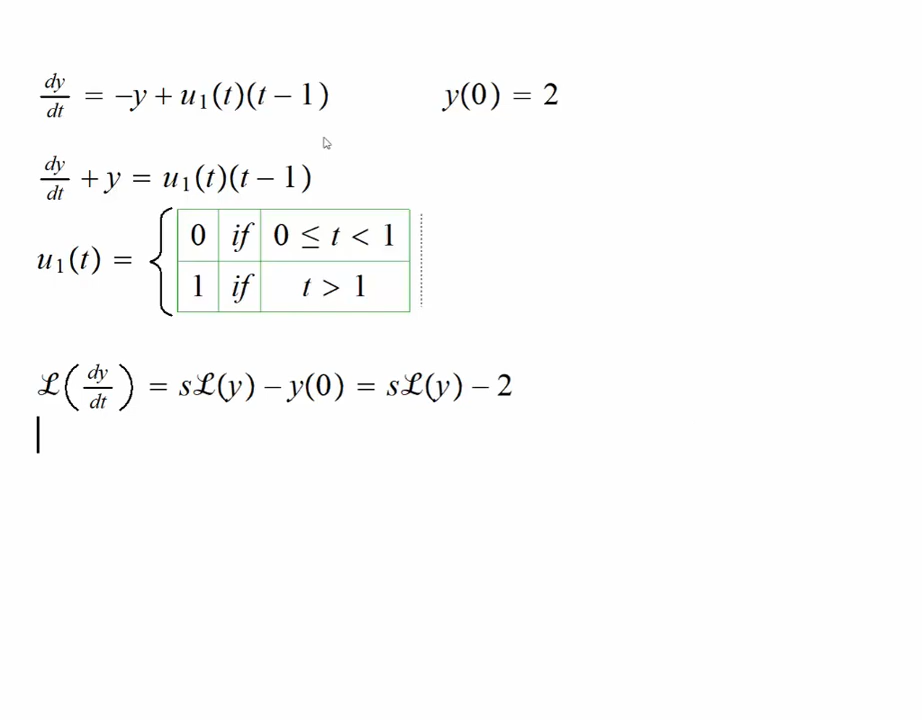 dy/dt = −y + u₁(t)(t − 1) y(0) = 2
dy/dt + y = u₁(t)(t − 1)
u₁(t) = { 0 if 0 ≤ t < 1
1 if t > 1
ℒ(dy/dt) = sℒ(y) − y(0) = sℒ(y) − 2